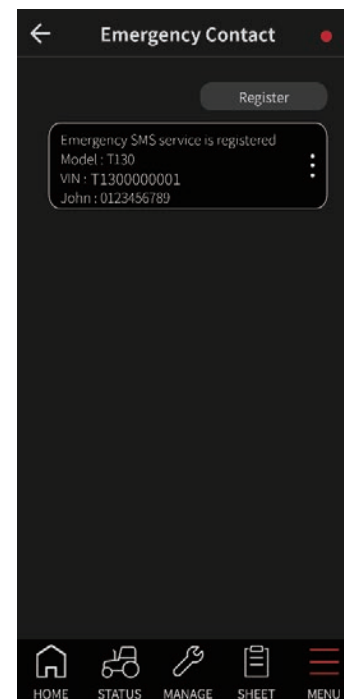 Emergency Contact
Register
Emergency SMS service is registered
Model : T130
VIN : T1300000001
John : 0123456789
HOME STATUS MANAGE SHEET MENU